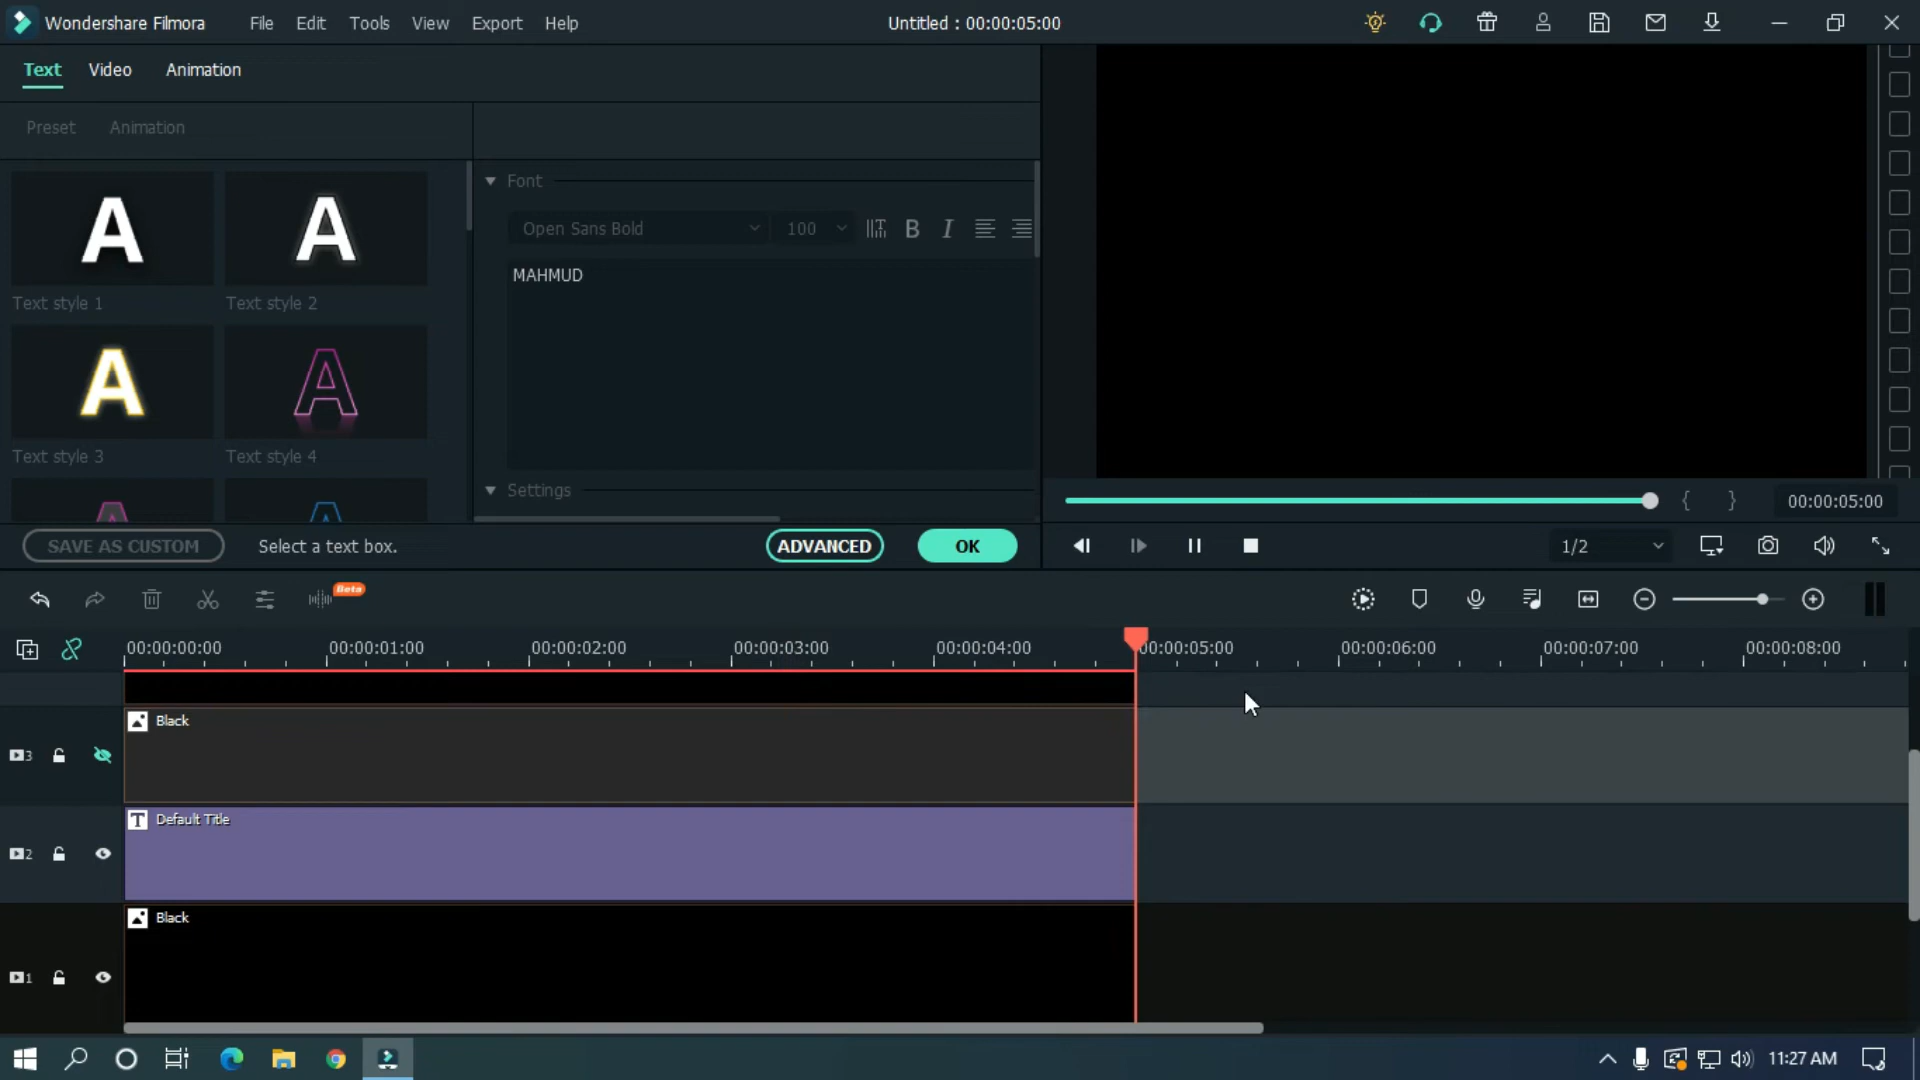 Wondershare Filmora File Edit Tools View Export Help Untitled : 00:00:05:00
Text Video Animation
Preset Animation
Font
Open Sans Bold 100 B I
MAHMUD
A A
Text style 1 Text style 2
A A
Text style 3 Text style 4
Settings
{ } 00:00:05:00
SAVE AS CUSTOM Select a text box. ADVANCED OK 1/2
Beta
00:00:00:00 00:00:01:00 00:00:02:00 00:00:03:00 00:00:04:00 00:00:05:00 00:00:06:00 00:00:07:00 00:00:08:00
Black
3
T Default Title
2
Black
1
11:27 AM